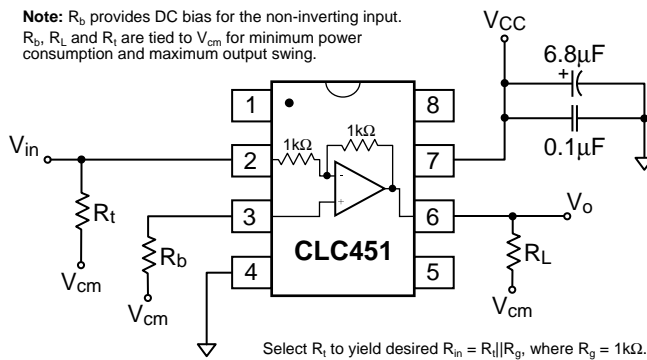 Note: Rb provides DC bias for the non-inverting input.
Rb, RL and Rt are tied to Vcm for minimum power
consumption and maximum output swing.
VCC
6.8µF
+
0.1µF
1
8
Vin
1kΩ
1kΩ
2
7
-
Rt
3
+
6
Vo
Vcm
Rb
CLC451
RL
4
5
Vcm
Vcm
Select Rt to yield desired Rin = Rt||Rg, where Rg = 1kΩ.